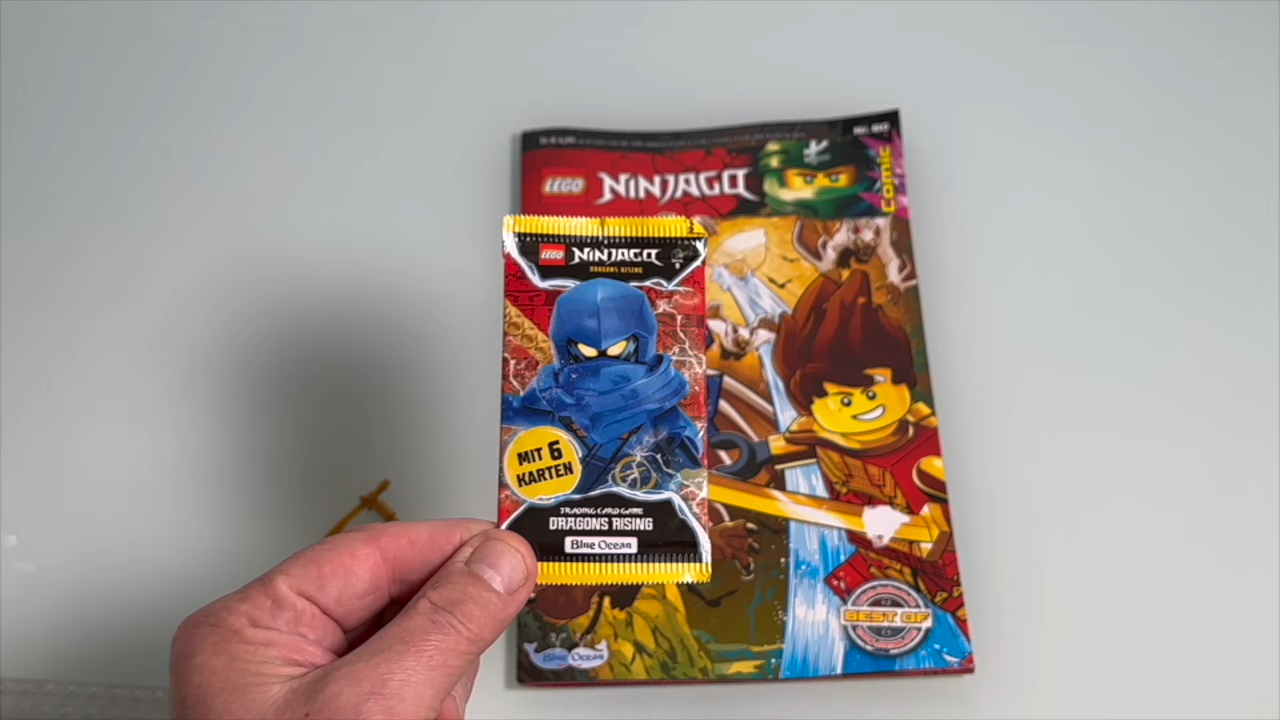 LEGO NINJAGO
Comic
LEGO NINJAGO
DRAGONS RISING
MIT 6
KARTEN
TRADING CARD GAME
DRAGONS RISING
Blue Ocean
BEST OF
Blue Ocean